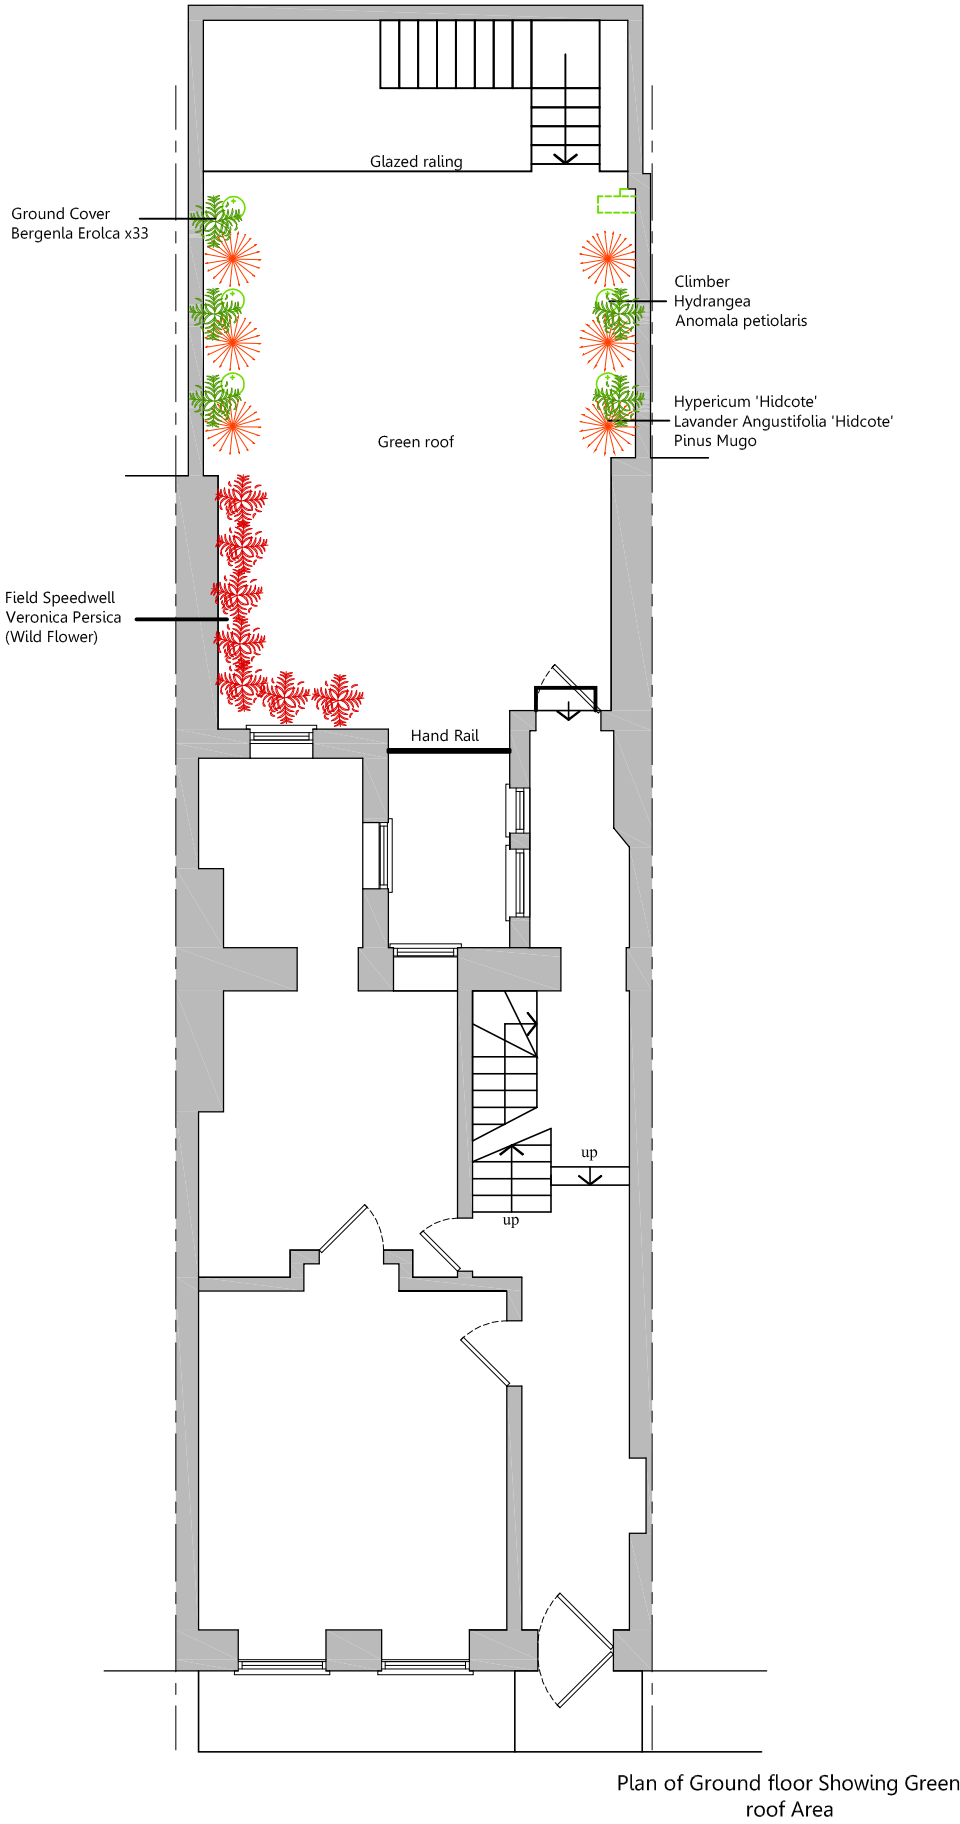 Glazed raling
Ground Cover
Bergenla Erolca x33
Climber
Hydrangea
Anomala petiolaris
Hypericum 'Hidcote'
Lavander Angustifolia 'Hidcote'
Pinus Mugo
Green roof
Field Speedwell
Veronica Persica
(Wild Flower)
Hand Rail
up
up
Plan of Ground floor Showing Green
roof Area